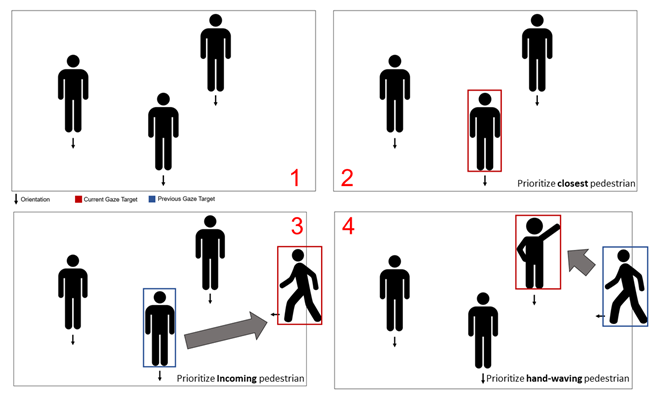 1
2
Prioritize closest pedestrian
Orientation
Current Gaze Target
Previous Gaze Target
3
4
Prioritize Incoming pedestrian
Prioritize hand-waving pedestrian